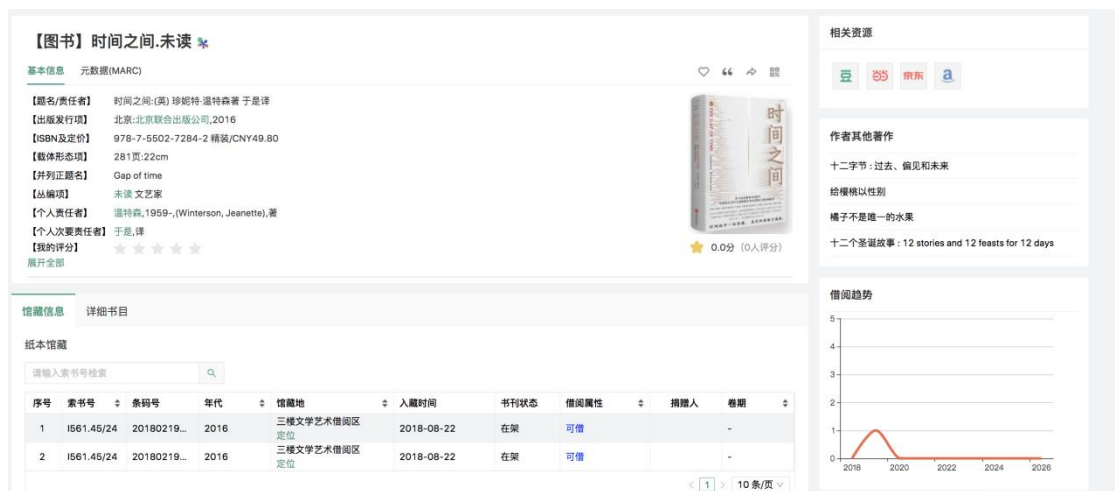 【图书】时间之间.未读
基本信息 元数据(MARC)
【题名/责任者】 时间之间:(英) 珍妮特·温特森著 于是译
【出版发行项】 北京:北京联合出版公司,2016
【ISBN及定价】 978-7-5502-7284-2 精装/CNY49.80
【载体形态项】 281页:22cm
【并列正题名】 Gap of time
【丛编项】 未读 文艺家
【个人责任者】 温特森,1959-,(Winterson, Jeanette),著
【个人次要责任者】 于是,译
【我的评分】
展开全部
时间之间
THE GAP OF TIME
0.0分 (0人评分)
馆藏信息 详细书目
纸本馆藏
请输入索书号检索
序号 索书号 条码号 年代 馆藏地 入藏时间 书刊状态 借阅属性 捐赠人 卷期
1 I561.45/24 20180219... 2016 三楼文学艺术借阅区 2018-08-22 在架 可借 -
定位
2 I561.45/24 20180219... 2016 三楼文学艺术借阅区 2018-08-22 在架 可借 -
定位
< 1 > 10 条/页
相关资源
豆 当当 京东 a
作者其他著作
十二字节 : 过去、偏见和未来
给樱桃以性别
橘子不是唯一的水果
十二个圣诞故事 : 12 stories and 12 feasts for 12 days
借阅趋势
5
4
3
2
1
0
2018 2020 2022 2024 2026